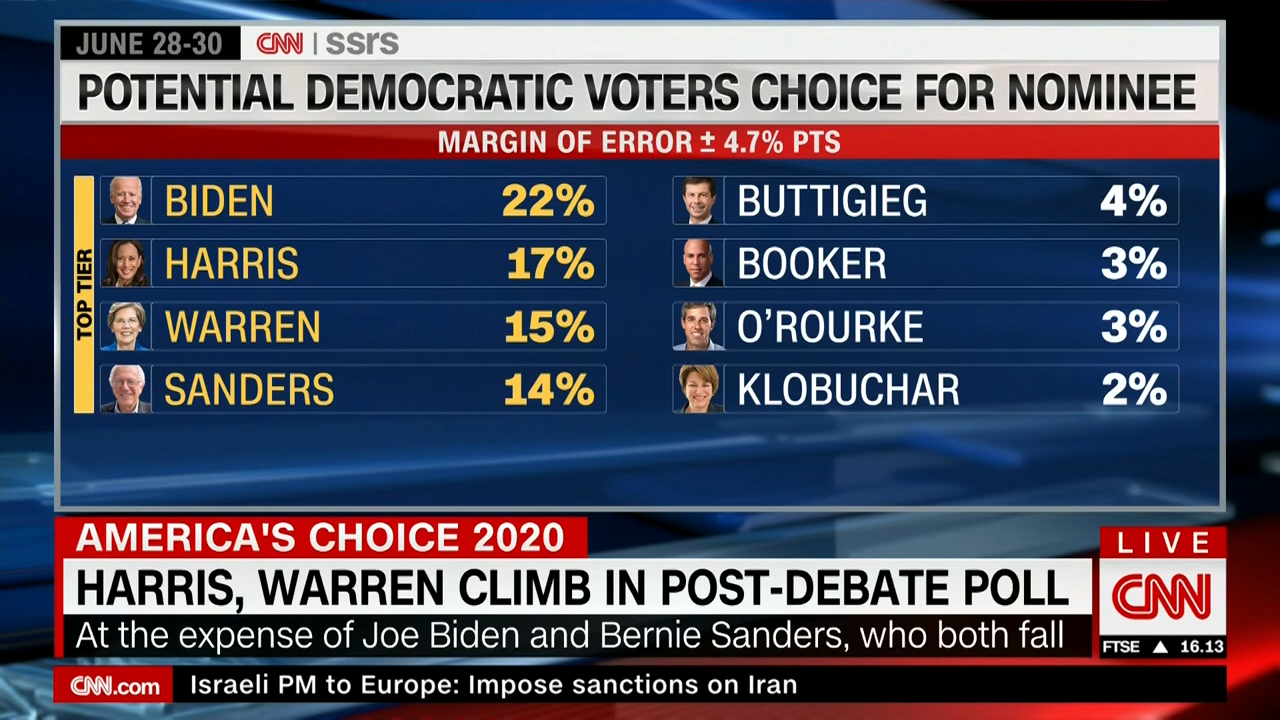 JUNE 28-30 CNN | ssrs
POTENTIAL DEMOCRATIC VOTERS CHOICE FOR NOMINEE
MARGIN OF ERROR ± 4.7% PTS
TOP TIER
BIDEN 22%
HARRIS 17%
WARREN 15%
SANDERS 14%
BUTTIGIEG 4%
BOOKER 3%
O'ROURKE 3%
KLOBUCHAR 2%
AMERICA'S CHOICE 2020
HARRIS, WARREN CLIMB IN POST-DEBATE POLL
At the expense of Joe Biden and Bernie Sanders, who both fall
LIVE
CNN
FTSE ▲ 16.13
CNN.com Israeli PM to Europe: Impose sanctions on Iran